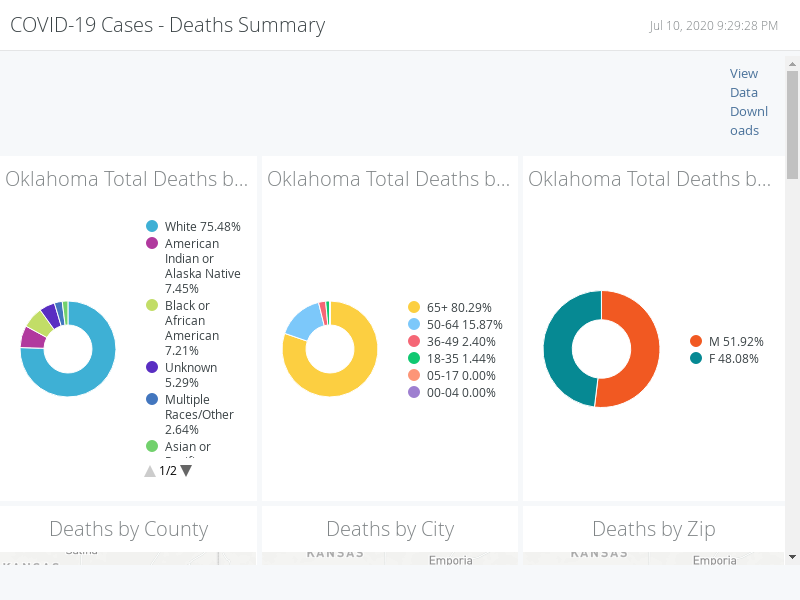 COVID-19 Cases - Deaths Summary
Jul 10, 2020 9:29:28 PM
View
Data
Downl
oads
Oklahoma Total Deaths b...
White 75.48%
American
Indian or
Alaska Native
7.45%
Black or
African
American
7.21%
Unknown
5.29%
Multiple
Races/Other
2.64%
Asian or
1/2
Oklahoma Total Deaths b...
65+ 80.29%
50-64 15.87%
36-49 2.40%
18-35 1.44%
05-17 0.00%
00-04 0.00%
Oklahoma Total Deaths b...
M 51.92%
F 48.08%
Deaths by County
Deaths by City
KANSAS
Emporia
Deaths by Zip
KANSAS
Emporia